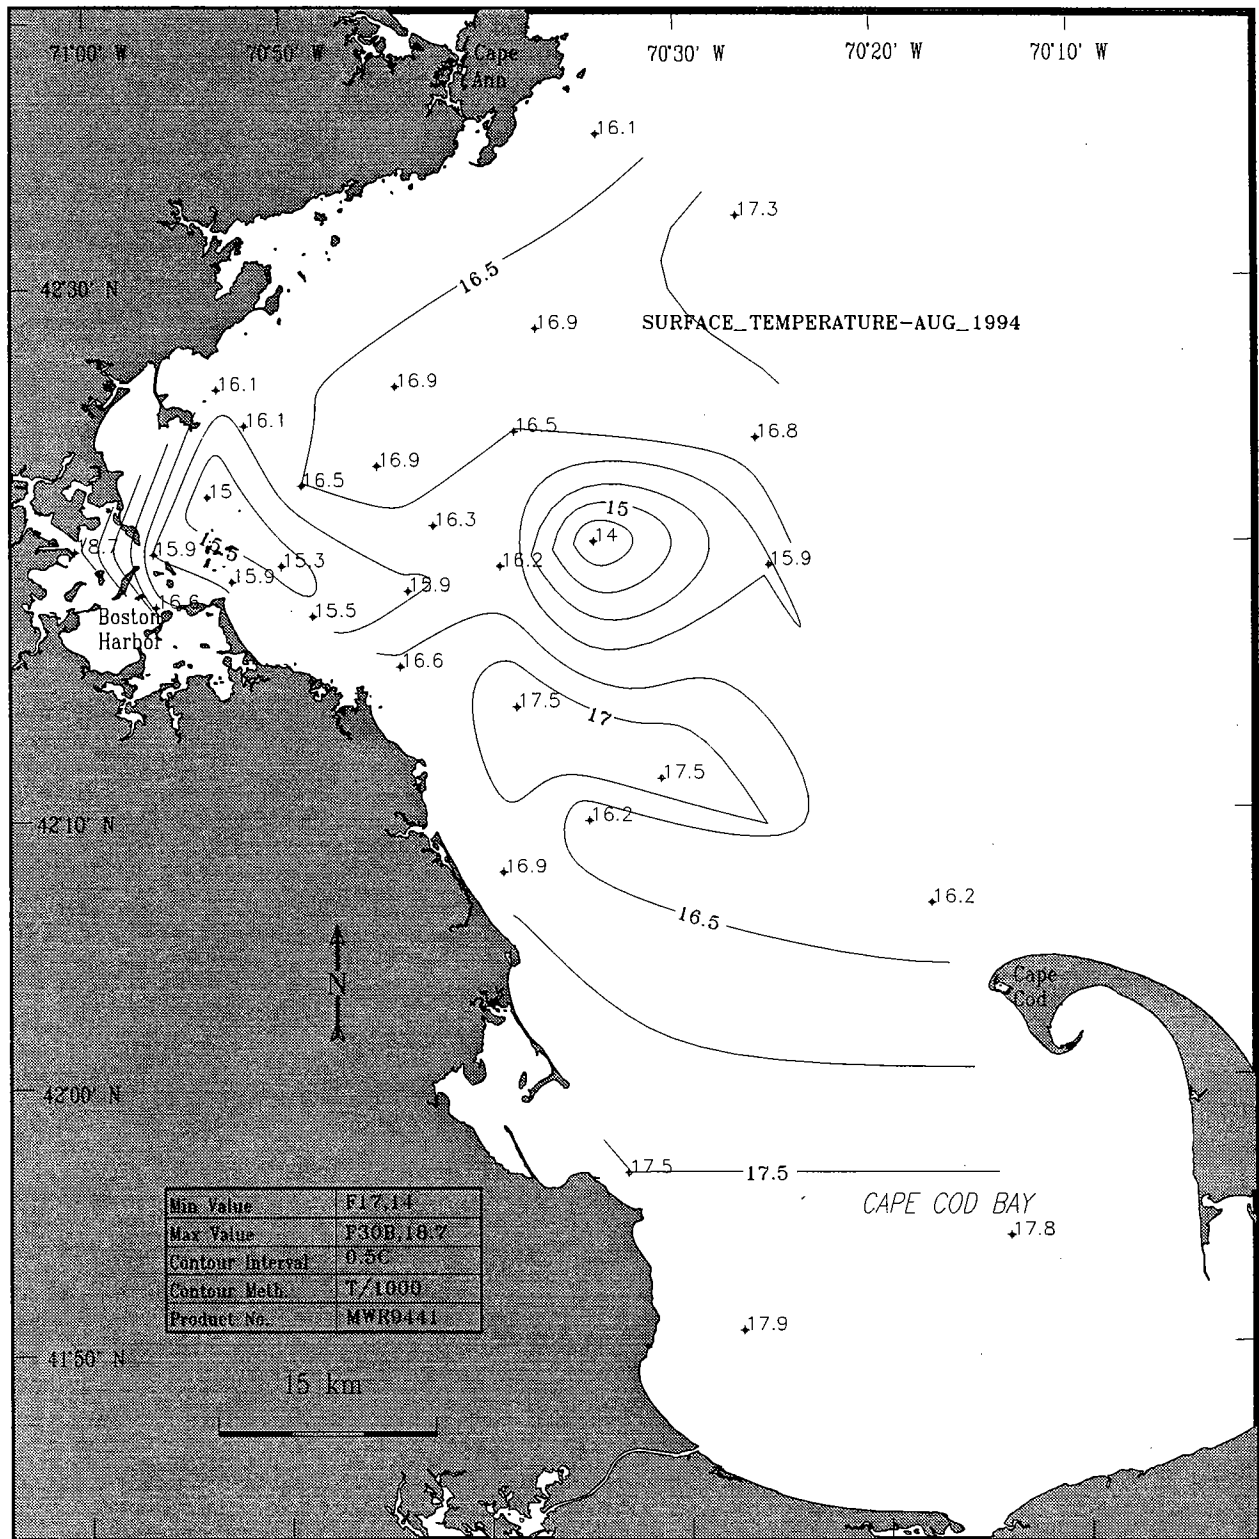 71°00' W
70°50' W
70°30' W
70°20' W
70°10' W
Cape
Ann
16.1
17.3
16.5
42°30' N
16.9
SURFACE_TEMPERATURE-AUG_1994
16.1
16.9
16.1
16.5
16.8
16.9
16.5
15
15
16.3
14
15.5
8.7
15.9
15.3
16.2
15.9
15.9
15.9
16.6
15.5
Boston
Harbor
16.6
17.5
17
17.5
42°10' N
16.2
16.9
16.2
16.5
N
Cape
Cod
42°00' N
17.5
17.5
CAPE COD BAY
Min Value F17,14
Max Value F30B,18.7
Contour Interval 0.5C
Contour Meth. T/1000
Product No. MWR9441
17.8
17.9
41°50' N
15 km